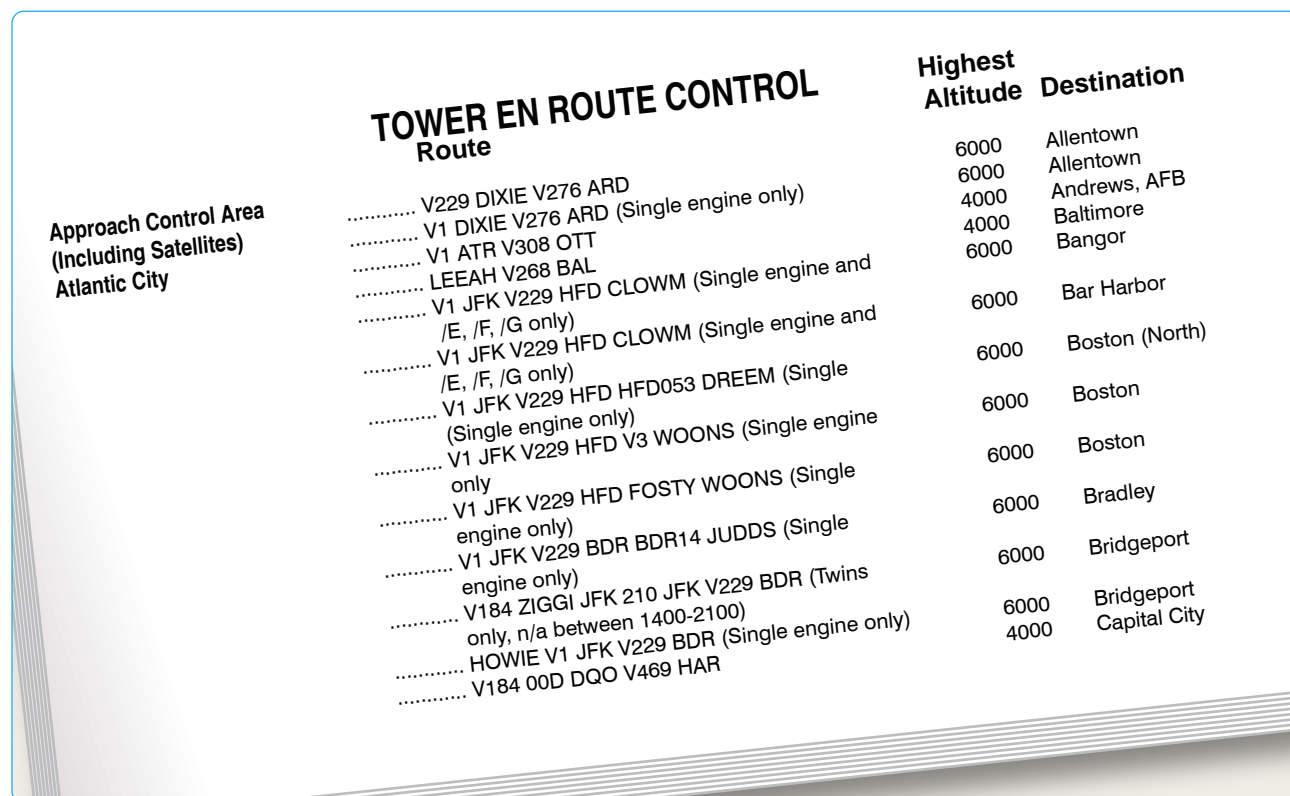 TOWER EN ROUTE CONTROL
Highest
Altitude Destination
Route
Approach Control Area
(Including Satellites)
Atlantic City
............ V229 DIXIE V276 ARD 6000 Allentown
............ V1 DIXIE V276 ARD (Single engine only) 6000 Allentown
............ V1 ATR V308 OTT 4000 Andrews, AFB
............ LEEAH V268 BAL 4000 Baltimore
............ V1 JFK V229 HFD CLOWM (Single engine and 6000 Bangor
/E, /F, /G only)
............ V1 JFK V229 HFD CLOWM (Single engine and 6000 Bar Harbor
/E, /F, /G only)
............ V1 JFK V229 HFD HFD053 DREEM (Single 6000 Boston (North)
(Single engine only)
............ V1 JFK V229 HFD V3 WOONS (Single engine 6000 Boston
only
............ V1 JFK V229 HFD FOSTY WOONS (Single 6000 Boston
engine only)
............ V1 JFK V229 BDR BDR14 JUDDS (Single 6000 Bradley
engine only)
............ V184 ZIGGI JFK 210 JFK V229 BDR (Twins 6000 Bridgeport
only, n/a between 1400-2100)
............ HOWIE V1 JFK V229 BDR (Single engine only) 6000 Bridgeport
............ V184 00D DQO V469 HAR 4000 Capital City